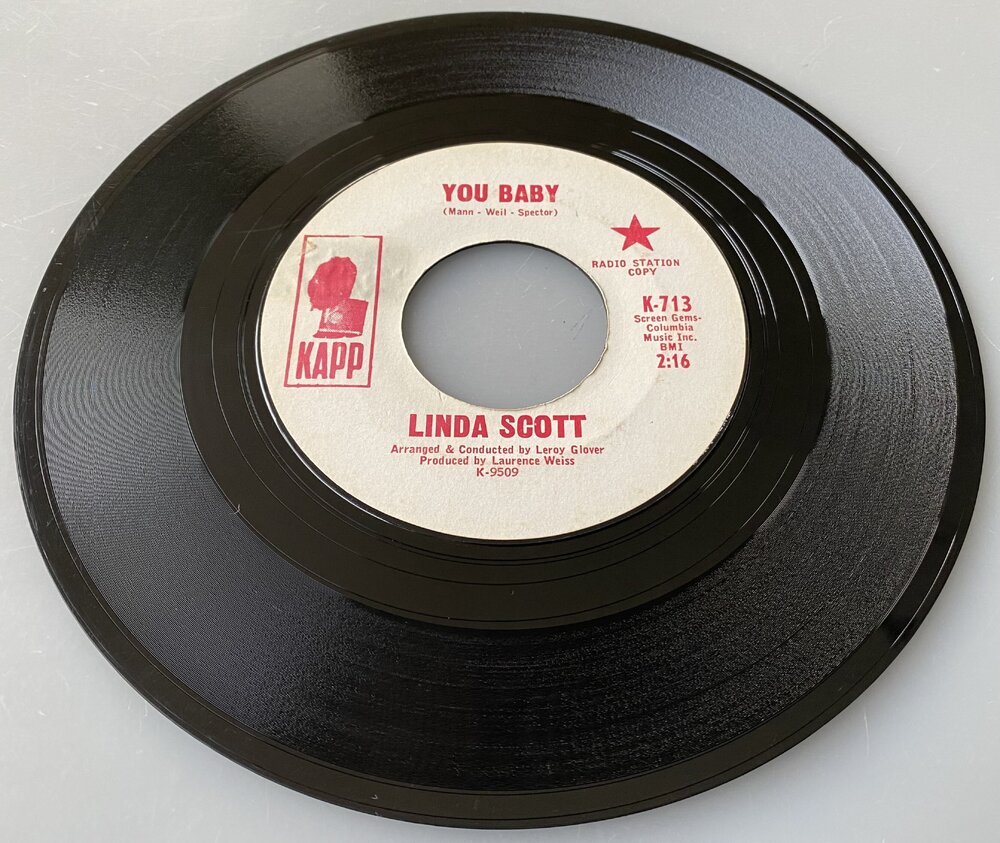 YOU BABY
(Mann - Weil - Spector)
RADIO STATION
COPY
KAPP
K-713
Screen Gems-
Columbia
Music Inc.
BMI
2:16
LINDA SCOTT
Arranged & Conducted by Leroy Glover
Produced by Laurence Weiss
K-9509